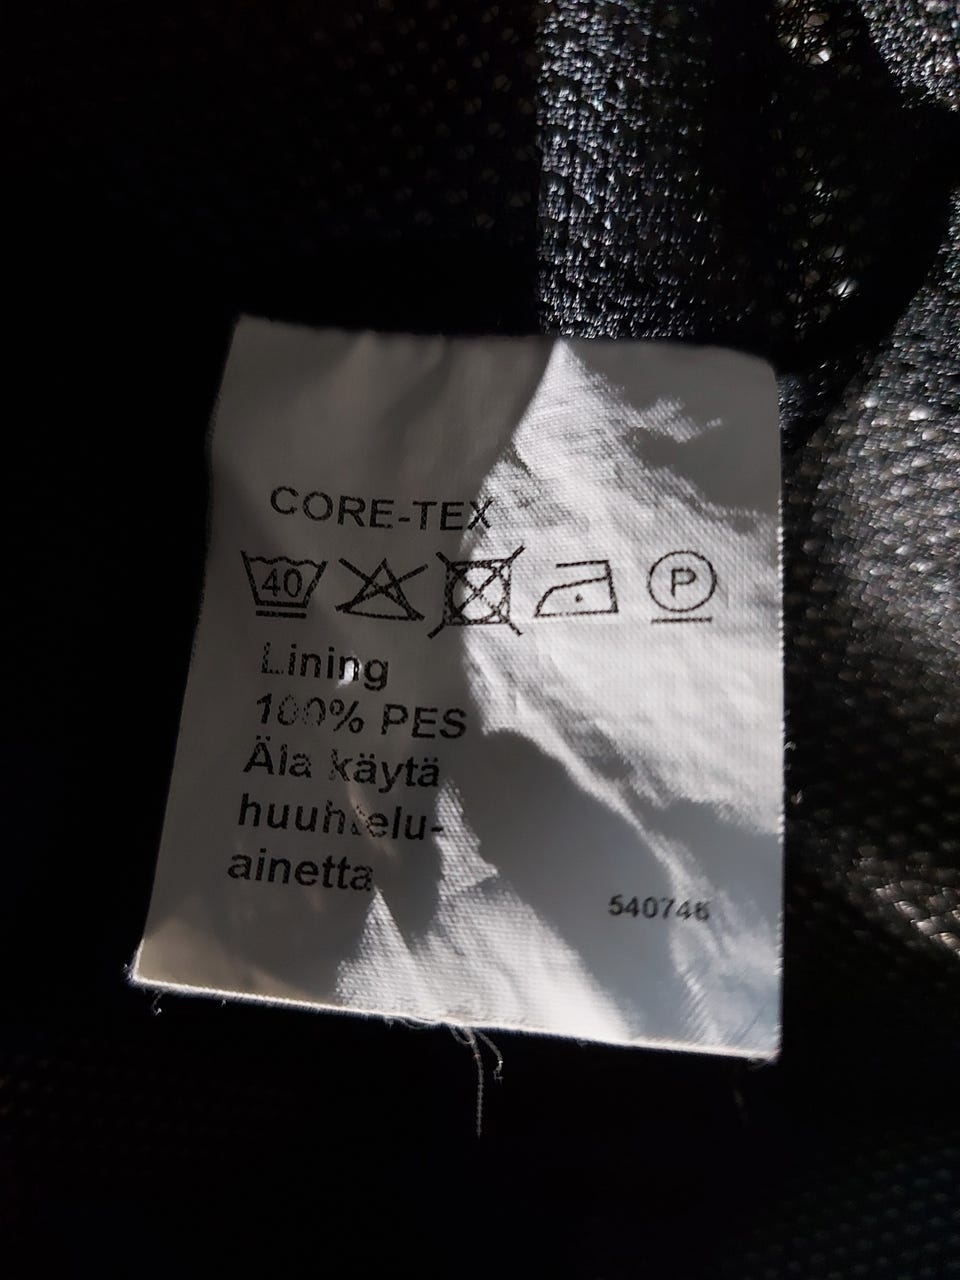 CORE-TEX
40 P
Lining
100% PES
Äla käytä
huuhtelu-
ainetta
540746